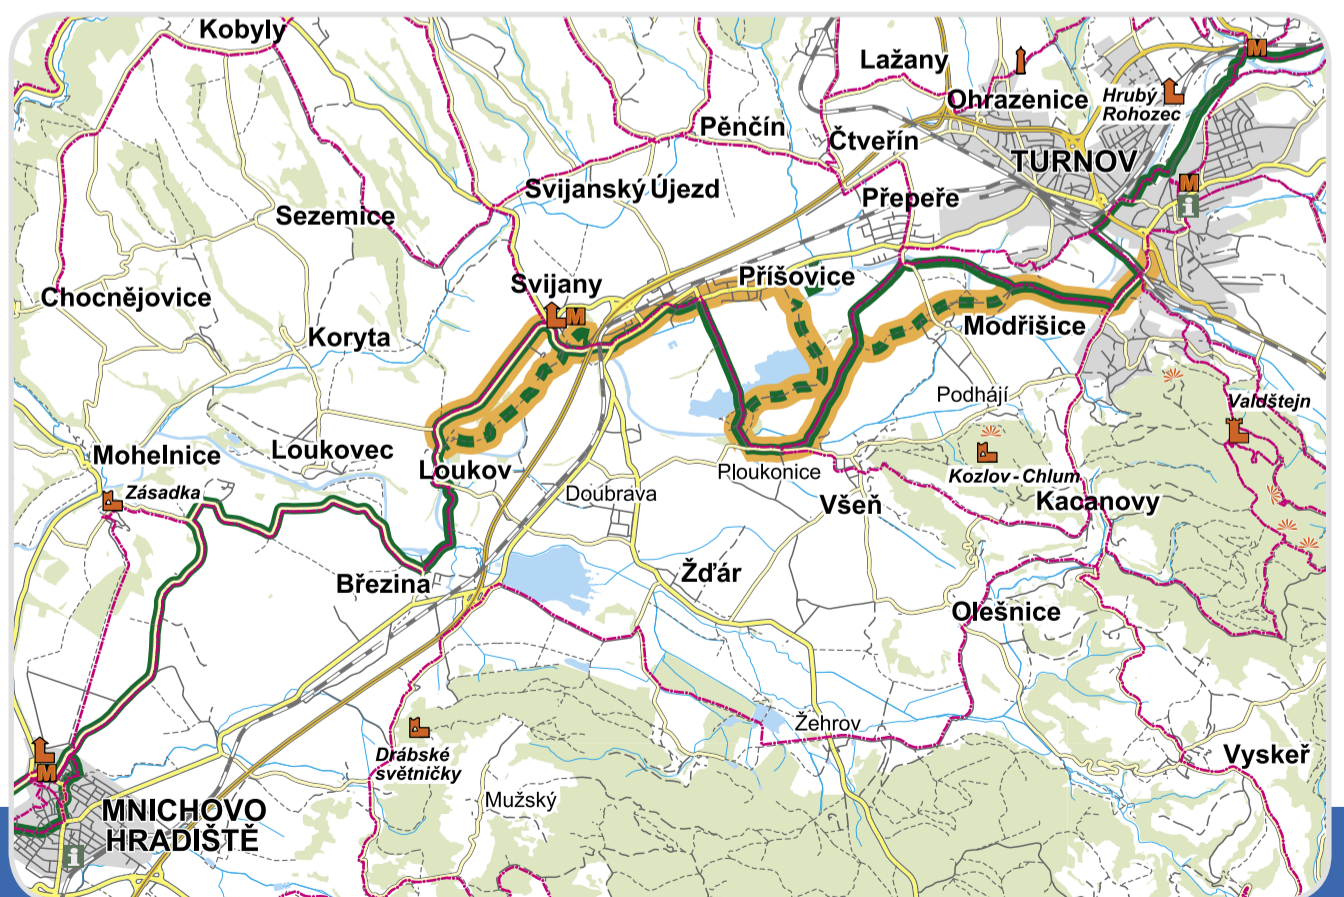 Kobyly
Lažany
Ohrazenice
Hrubý
Rohozec
M
Pěnčín
Čtveřín
TURNOV
Svijanský Újezd
Přepeře
M
i
Sezemice
Příšovice
Svijany
Chocnějovice
M
Modřišice
Koryta
Podhájí
Valdštejn
Mohelnice
Loukovec
Loukov
Ploukonice
Kozlov - Chlum
Zásadka
Doubrava
Všeň
Kacanovy
Březina
Žďár
Olešnice
Žehrov
Drábské
světničky
Vyskeř
M
Mužský
MNICHOVO
HRADIŠTĚ
i